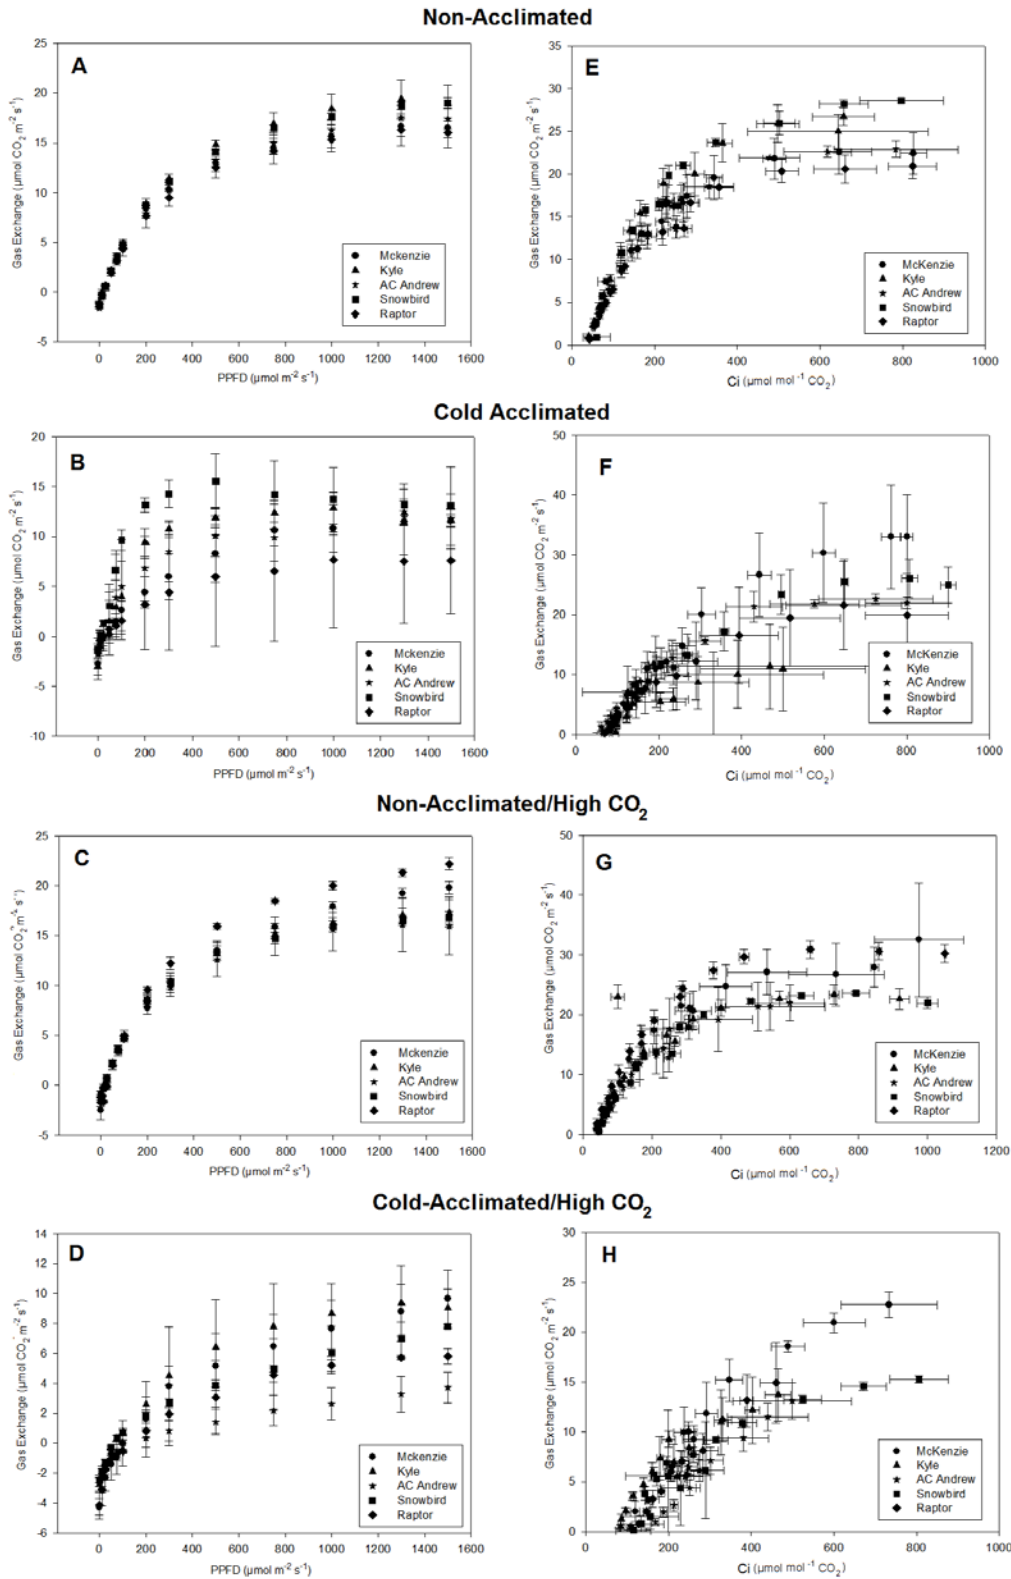 Non-Acclimated
A
25
20
15
10
5
0
-5
Gas Exchange (µmol CO₂ m⁻² s⁻¹)
Mckenzie
Kyle
AC Andrew
Snowbird
Raptor
0 200 400 600 800 1000 1200 1400 1600
PPFD (µmol m⁻² s⁻¹)
E
35
30
25
20
15
10
5
0
Gas Exchange (µmol CO₂ m⁻² s⁻¹)
McKenzie
Kyle
AC Andrew
Snowbird
Raptor
0 200 400 600 800 1000
Ci (µmol mol⁻¹ CO₂)
Cold Acclimated
B
20
15
10
5
0
-5
-10
Gas Exchange (µmol CO₂ m⁻² s⁻¹)
Mckenzie
Kyle
AC Andrew
Snowbird
Raptor
0 200 400 600 800 1000 1200 1400 1600
PPFD (µmol m⁻² s⁻¹)
F
50
40
30
20
10
0
Gas Exchange (µmol CO₂ m⁻² s⁻¹)
McKenzie
Kyle
AC Andrew
Snowbird
Raptor
0 200 400 600 800 1000
Ci (µmol mol⁻¹ CO₂)
Non-Acclimated/High CO₂
C
25
20
15
10
5
0
-5
Gas Exchange (µmol CO₂ m⁻² s⁻¹)
Mckenzie
Kyle
AC Andrew
Snowbird
Raptor
0 200 400 600 800 1000 1200 1400 1600
PPFD (µmol m⁻² s⁻¹)
G
50
40
30
20
10
0
Gas Exchange (µmol CO₂ m⁻² s⁻¹)
McKenzie
Kyle
AC Andrew
Snowbird
Raptor
0 200 400 600 800 1000 1200
Ci (µmol mol⁻¹ CO₂)
Cold-Acclimated/High CO₂
D
14
12
10
8
6
4
2
0
-2
-4
-6
Gas Exchange (µmol CO₂ m⁻² s⁻¹)
Mckenzie
Kyle
AC Andrew
Snowbird
Raptor
0 200 400 600 800 1000 1200 1400 1600
PPFD (µmol m⁻² s⁻¹)
H
30
25
20
15
10
5
0
Gas Exchange (µmol CO₂ m⁻² s⁻¹)
McKenzie
Kyle
AC Andrew
Snowbird
Raptor
0 200 400 600 800 1000
Ci (µmol mol⁻¹ CO₂)